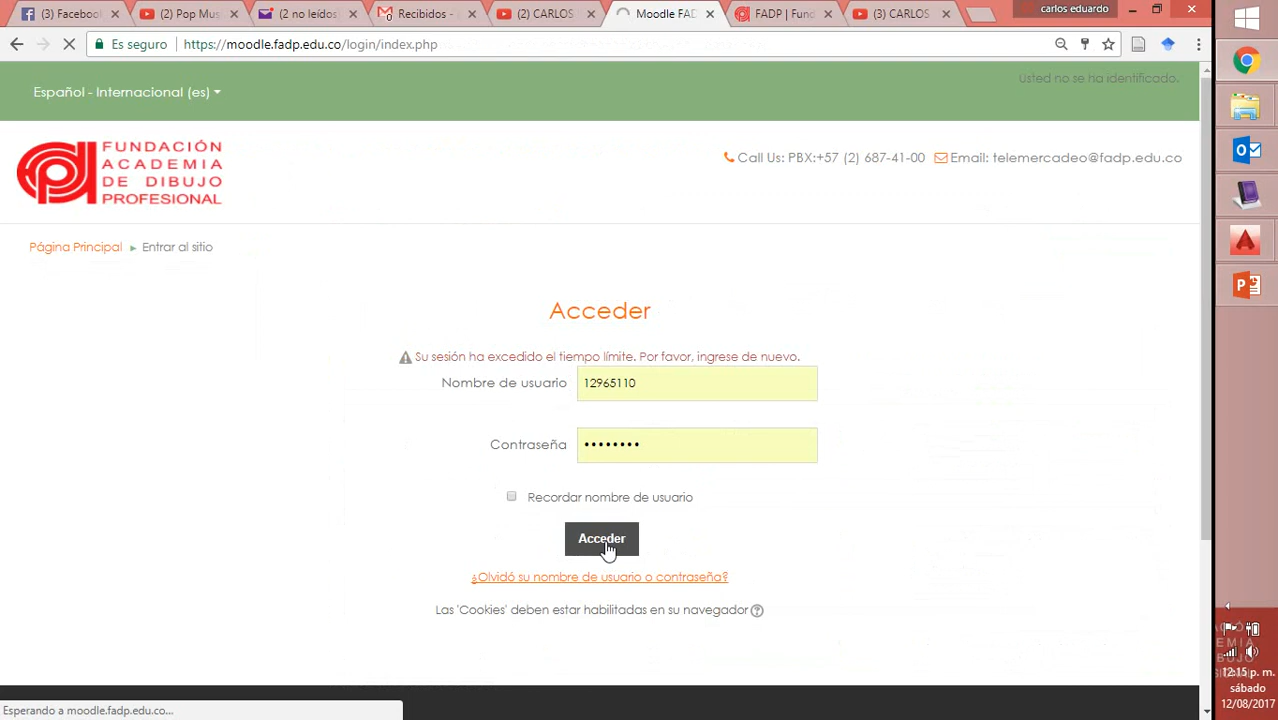 (3) Facebook
(2) Pop Mus
(2 no leídos)
Recibidos -
(2) CARLOS
Moodle FAD
FADP | Fund
(3) CARLOS
carlos eduardo
Es seguro
https://moodle.fadp.edu.co/login/index.php
Usted no se ha identificado.
Español - Internacional (es)
FUNDACIÓN
ACADEMIA
DE DIBUJO
PROFESIONAL
Call Us: PBX:+57 (2) 687-41-00 Email: telemercadeo@fadp.edu.co
Página Principal ► Entrar al sitio
Acceder
Su sesión ha excedido el tiempo límite. Por favor, ingrese de nuevo.
Nombre de usuario 12965110
Contraseña ••••••••
Recordar nombre de usuario
Acceder
¿Olvidó su nombre de usuario o contraseña?
Las 'Cookies' deben estar habilitadas en su navegador
Esperando a moodle.fadp.edu.co...
12:15 p. m.
sábado
12/08/2017